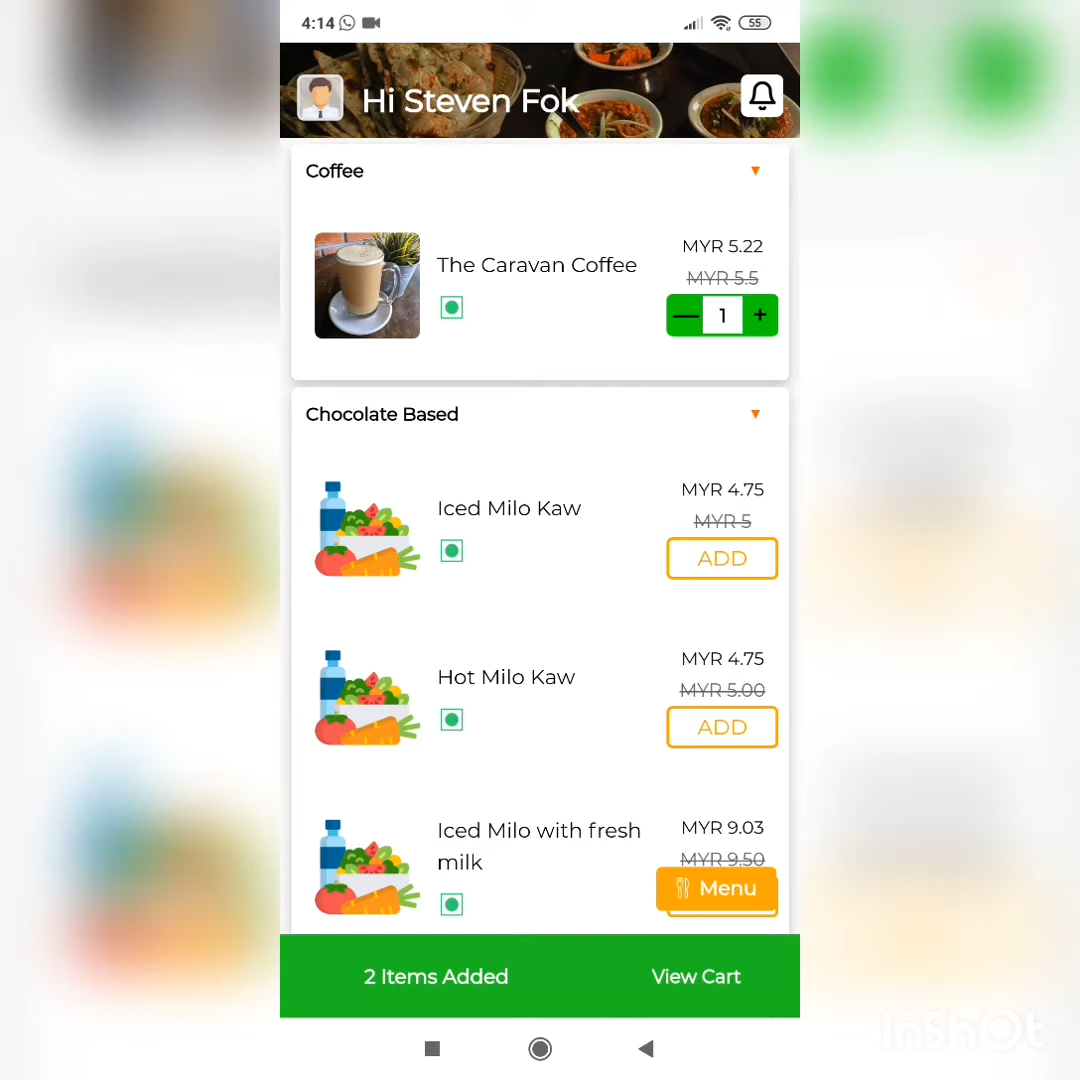 4:14 55
Hi Steven Fok
Coffee
The Caravan Coffee
MYR 5.22
MYR 5.5
— 1 +
Chocolate Based
Iced Milo Kaw
MYR 4.75
MYR 5
ADD
Hot Milo Kaw
MYR 4.75
MYR 5.00
ADD
Iced Milo with fresh
milk
MYR 9.03
MYR 9.50
Menu
2 Items Added View Cart
InShOt